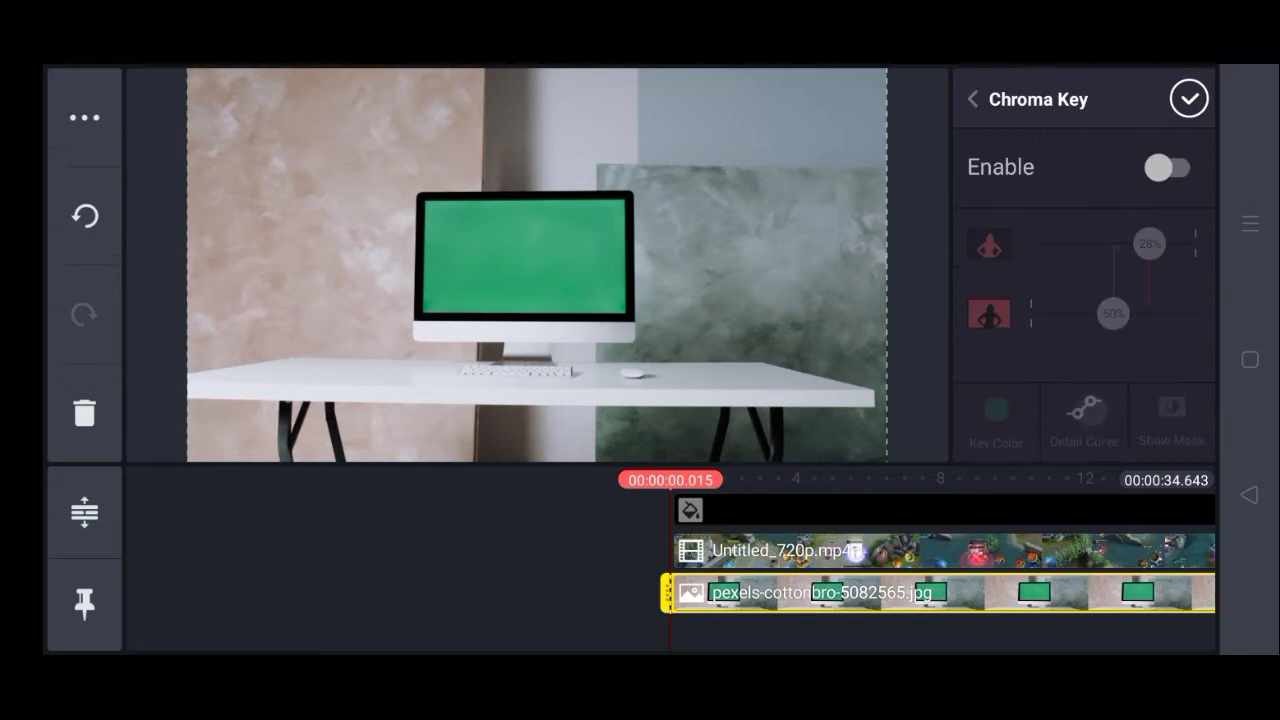 Chroma Key
Enable
28%
50%
Key Color
Detail Curve
Show Mask
00:00:00.015
4
8
12
00:00:34.643
Untitled_720p.mp4
pexels-cottonbro-5082565.jpg